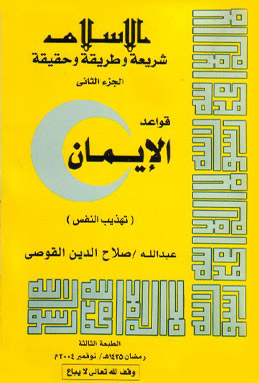 الإسلام
شريعة وطريقة وحقيقة
الجزء الثانى
قواعد
الإيمان
( تهذيب النفس )
عبدالله / صلاح الدين القوصى
الطبعة الثالثة
رمضان ١٤٢٥هـ / نوفمبر ٢٠٠٤م
وقف لله تعالى لا يباع